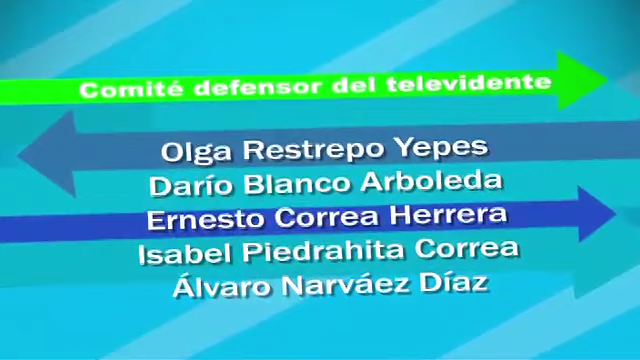 Comité defensor del televidente
Olga Restrepo Yepes
Darío Blanco Arboleda
Ernesto Correa Herrera
Isabel Piedrahita Correa
Álvaro Narváez Díaz